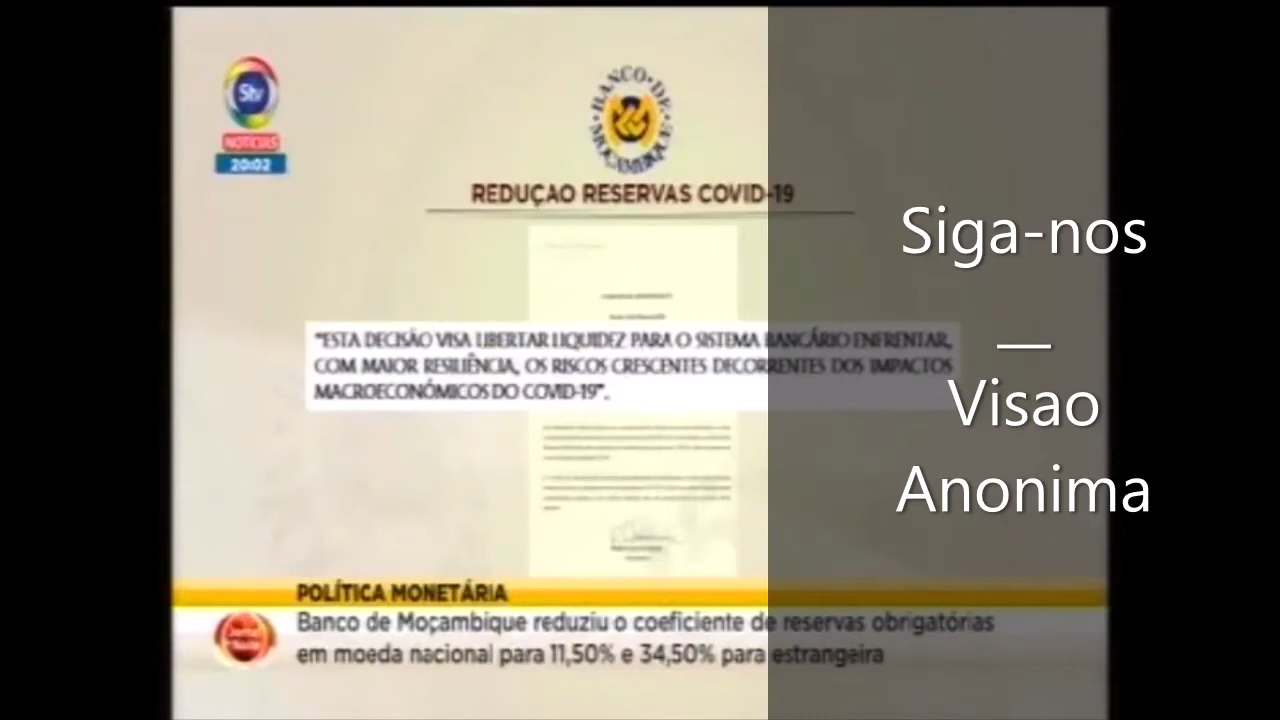 Stv
NOTÍCIAS
20:02
BANCO DE MOÇAMBIQUE
REDUÇAO RESERVAS COVID-19
"ESTA DECISÃO VISA LIBERTAR LIQUIDEZ PARA O SISTEMA BANCÁRIO ENFRENTAR,
COM MAIOR RESILIÊNCIA, OS RISCOS CRESCENTES DECORRENTES DOS IMPACTOS
MACROECONÓMICOS DO COVID-19".
Siga-nos
—
Visao
Anonima
POLÍTICA MONETÁRIA
Banco de Moçambique reduziu o coeficiente de reservas obrigatórias
em moeda nacional para 11,50% e 34,50% para estrangeira